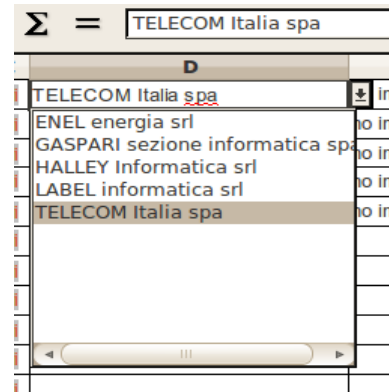 Σ = TELECOM Italia spa
D
TELECOM Italia spa
ENEL energia srl
GASPARI sezione informatica spa
HALLEY Informatica srl
LABEL informatica srl
TELECOM Italia spa